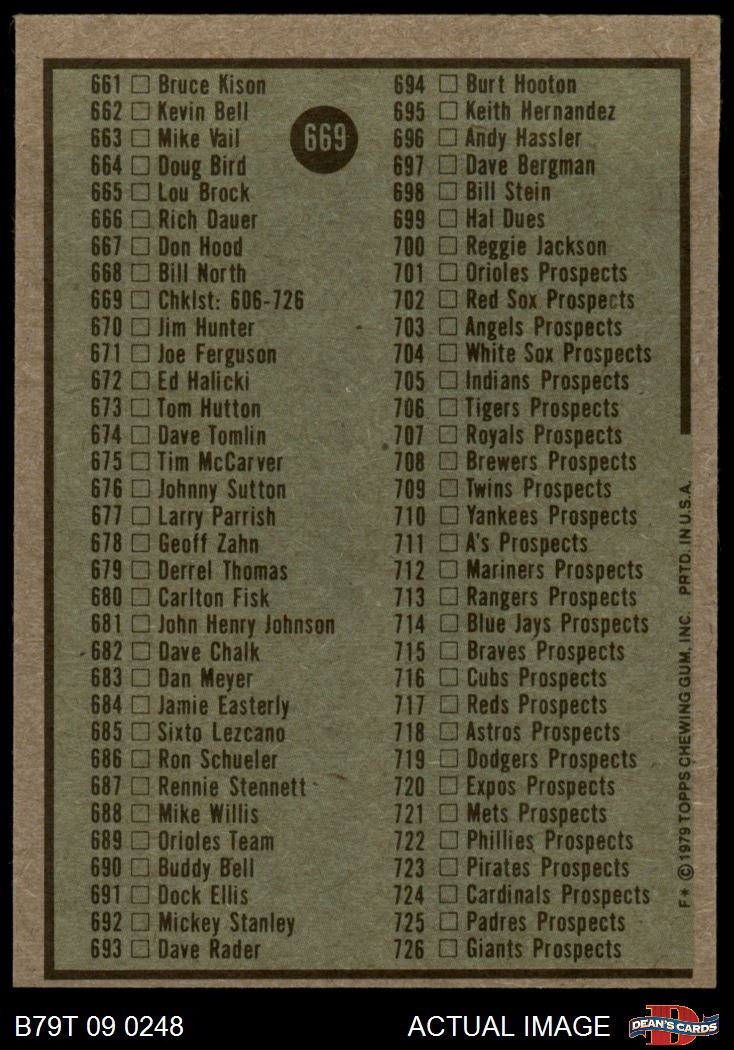 661 ☐ Bruce Kison
662 ☐ Kevin Bell
663 ☐ Mike Vail
664 ☐ Doug Bird
665 ☐ Lou Brock
666 ☐ Rich Dauer
667 ☐ Don Hood
668 ☐ Bill North
669 ☐ Chklst: 606-726
670 ☐ Jim Hunter
671 ☐ Joe Ferguson
672 ☐ Ed Halicki
673 ☐ Tom Hutton
674 ☐ Dave Tomlin
675 ☐ Tim McCarver
676 ☐ Johnny Sutton
677 ☐ Larry Parrish
678 ☐ Geoff Zahn
679 ☐ Derrel Thomas
680 ☐ Carlton Fisk
681 ☐ John Henry Johnson
682 ☐ Dave Chalk
683 ☐ Dan Meyer
684 ☐ Jamie Easterly
685 ☐ Sixto Lezcano
686 ☐ Ron Schueler
687 ☐ Rennie Stennett
688 ☐ Mike Willis
689 ☐ Orioles Team
690 ☐ Buddy Bell
691 ☐ Dock Ellis
692 ☐ Mickey Stanley
693 ☐ Dave Rader
669
694 ☐ Burt Hooton
695 ☐ Keith Hernandez
696 ☐ Andy Hassler
697 ☐ Dave Bergman
698 ☐ Bill Stein
699 ☐ Hal Dues
700 ☐ Reggie Jackson
701 ☐ Orioles Prospects
702 ☐ Red Sox Prospects
703 ☐ Angels Prospects
704 ☐ White Sox Prospects
705 ☐ Indians Prospects
706 ☐ Tigers Prospects
707 ☐ Royals Prospects
708 ☐ Brewers Prospects
709 ☐ Twins Prospects
710 ☐ Yankees Prospects
711 ☐ A's Prospects
712 ☐ Mariners Prospects
713 ☐ Rangers Prospects
714 ☐ Blue Jays Prospects
715 ☐ Braves Prospects
716 ☐ Cubs Prospects
717 ☐ Reds Prospects
718 ☐ Astros Prospects
719 ☐ Dodgers Prospects
720 ☐ Expos Prospects
721 ☐ Mets Prospects
722 ☐ Phillies Prospects
723 ☐ Pirates Prospects
724 ☐ Cardinals Prospects
725 ☐ Padres Prospects
726 ☐ Giants Prospects
F* © 1979 TOPPS CHEWING GUM, INC. PRTD. IN U.S.A.
B79T 09 0248
ACTUAL IMAGE
DEAN'S CARDS